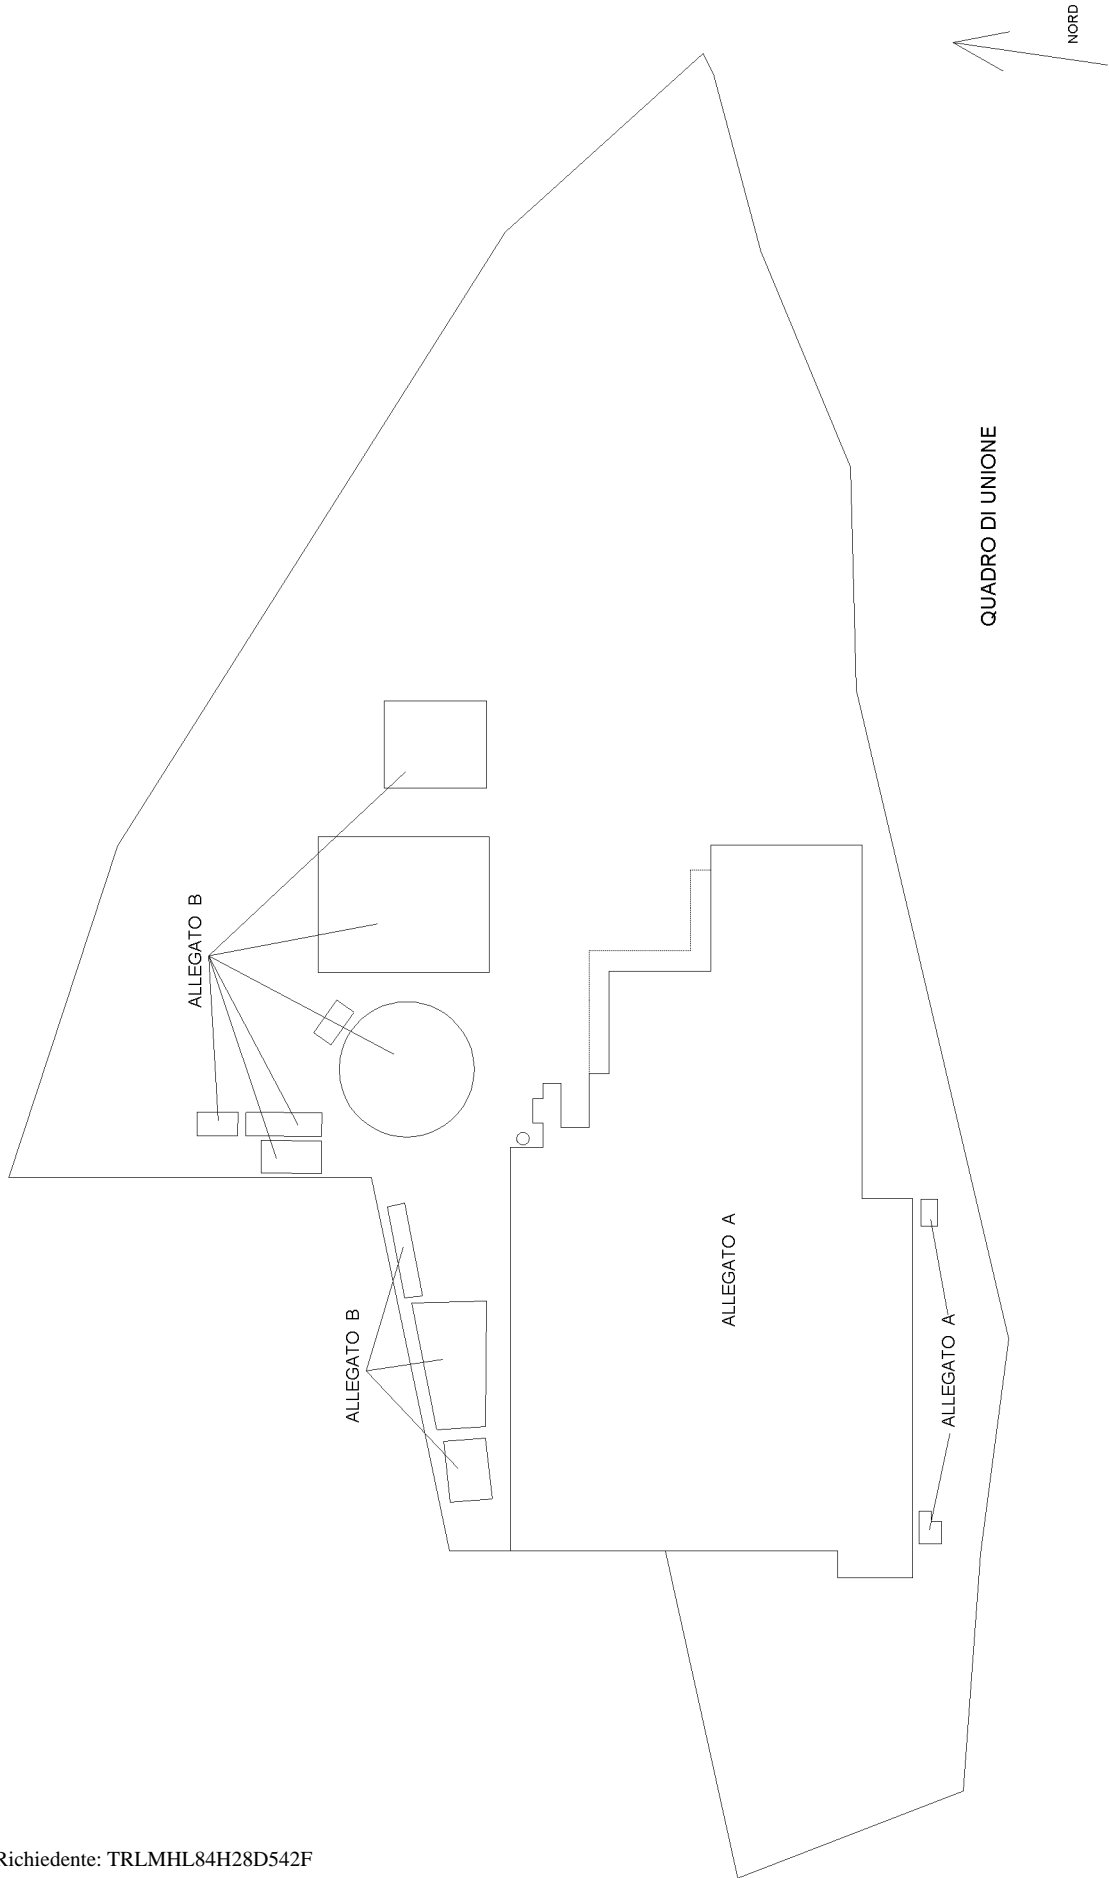 NORD
QUADRO DI UNIONE
ALLEGATO B
ALLEGATO B
ALLEGATO A
ALLEGATO A
Richiedente: TRLMHL84H28D542F